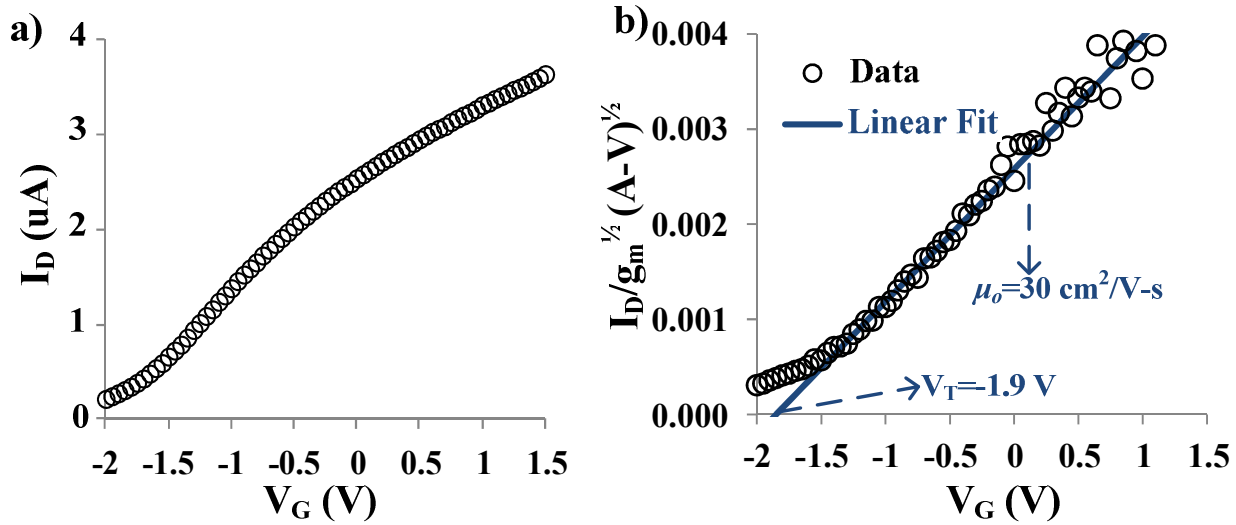 a)
4
3
2
1
0
I_D (uA)
-2 -1.5 -1 -0.5 0 0.5 1 1.5
V_G (V)
b)
0.004
0.003
0.002
0.001
0.000
I_D/g_m^½ (A-V)^½
Data
Linear Fit
μ_o=30 cm²/V-s
V_T=-1.9 V
-2 -1.5 -1 -0.5 0 0.5 1 1.5
V_G (V)